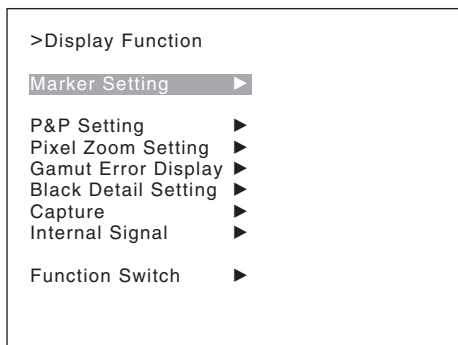 >Display Function
Marker Setting ▶
P&P Setting ▶
Pixel Zoom Setting ▶
Gamut Error Display ▶
Black Detail Setting ▶
Capture ▶
Internal Signal ▶
Function Switch ▶